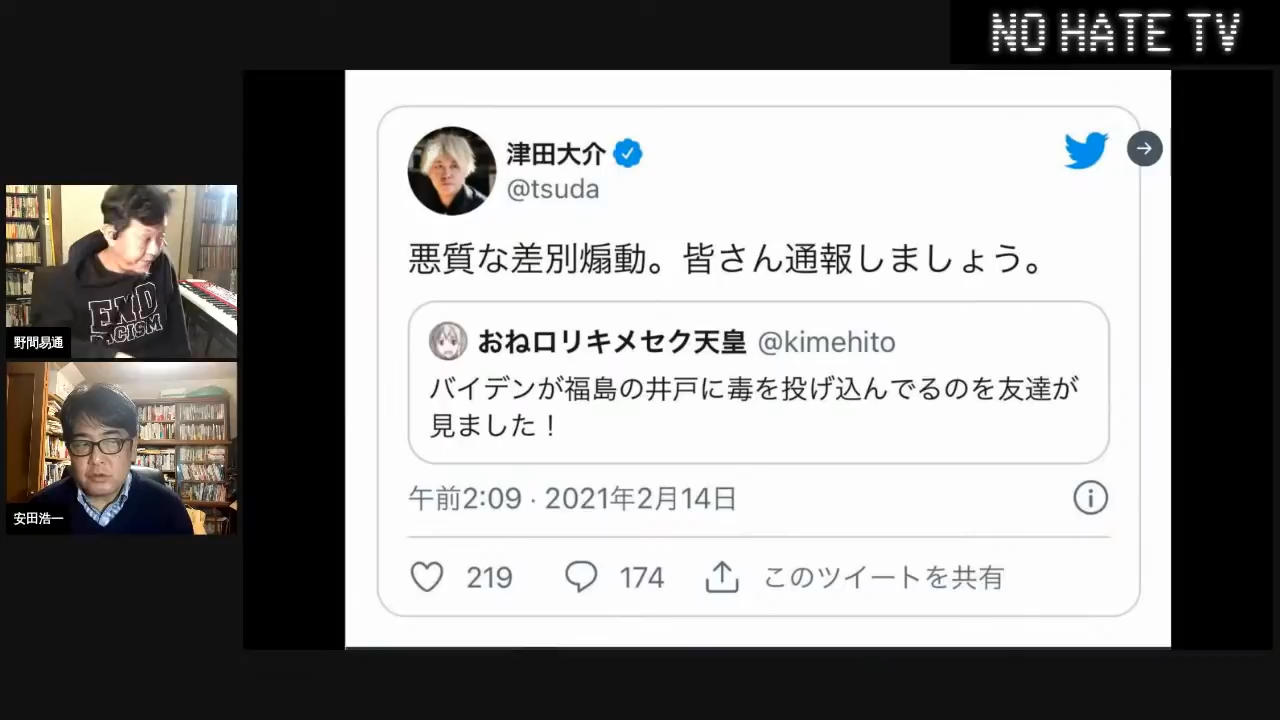 NO HATE TV
津田大介
@tsuda
悪質な差別煽動。皆さん通報しましょう。
おねロリキメセク天皇 @kimehito
バイデンが福島の井戸に毒を投げ込んでるのを友達が
見ました！
午前2:09 · 2021年2月14日
219 174 このツイートを共有
END
RACISM
野間易通
安田浩一